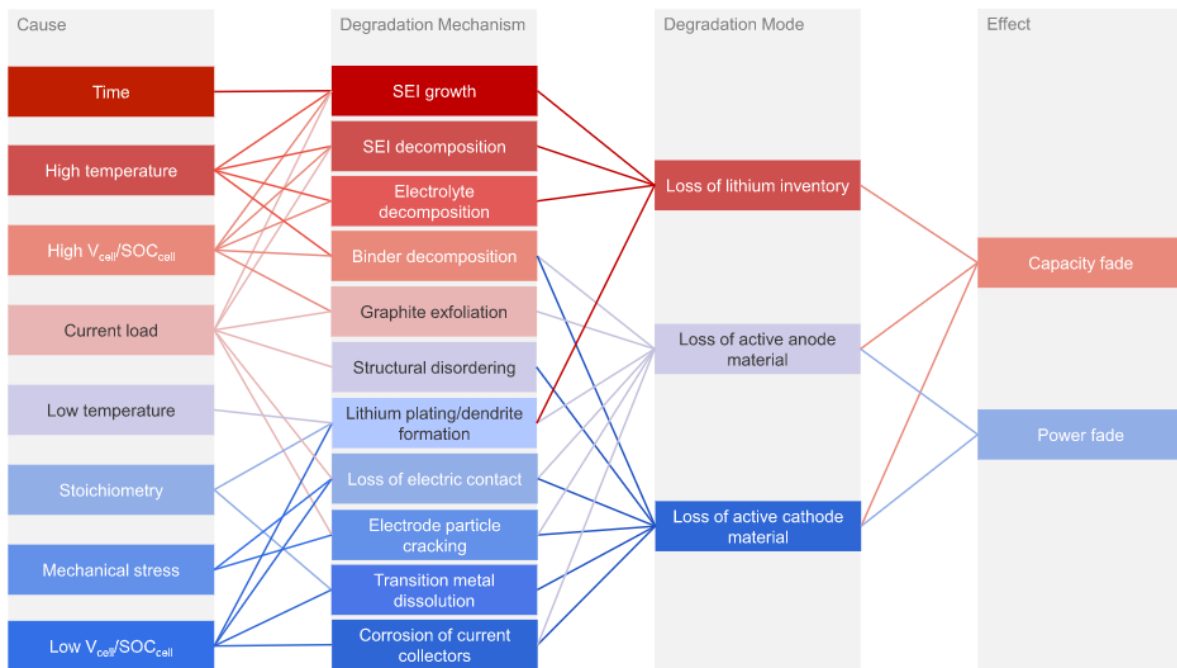 Cause
Degradation Mechanism
Degradation Mode
Effect
Time
High temperature
High Vcell/SOCcell
Current load
Low temperature
Stoichiometry
Mechanical stress
Low Vcell/SOCcell
SEI growth
SEI decomposition
Electrolyte
decomposition
Binder decomposition
Graphite exfoliation
Structural disordering
Lithium plating/dendrite
formation
Loss of electric contact
Electrode particle
cracking
Transition metal
dissolution
Corrosion of current
collectors
Loss of lithium inventory
Loss of active anode
material
Loss of active cathode
material
Capacity fade
Power fade